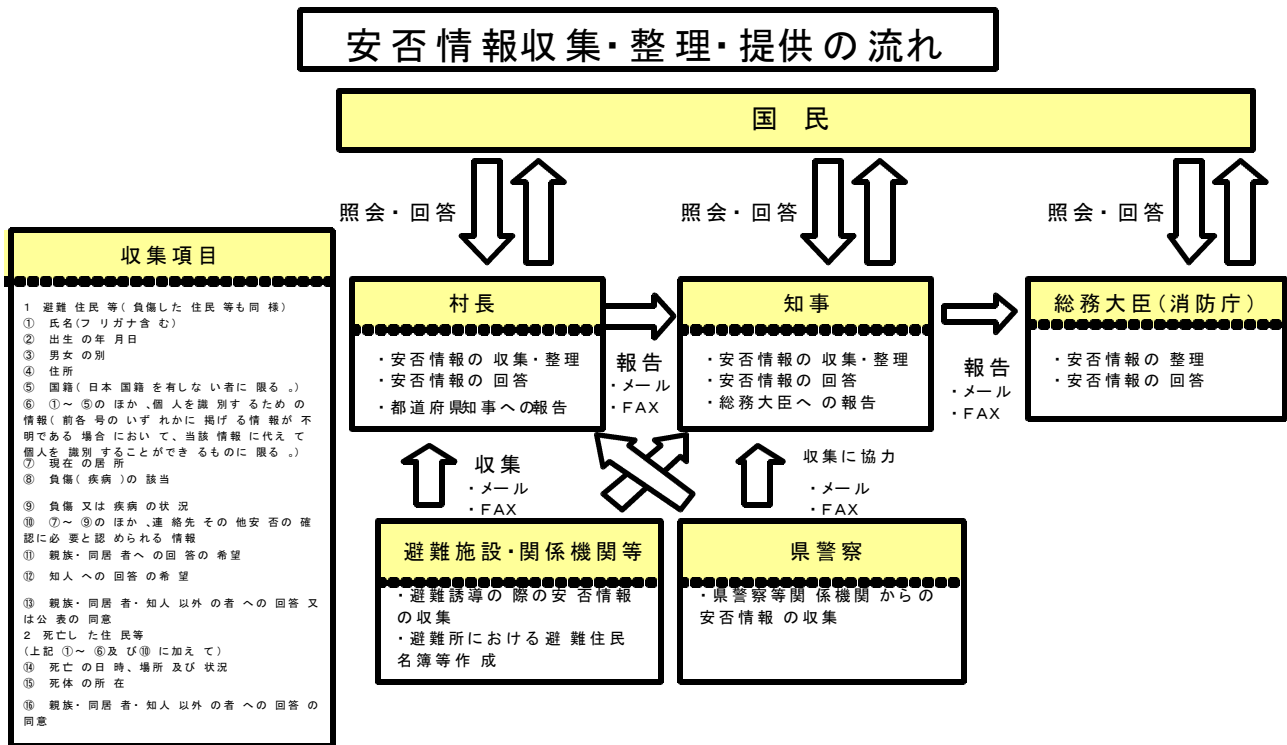 安否情報収集・整理・提供の流れ
国　民
照会・回答
照会・回答
照会・回答
収集項目
1　避難住民等(負傷した住民等も同様)
①　氏名(フリガナ含む)
②　出生の年月日
③　男女の別
④　住所
⑤　国籍(日本国籍を有しない者に限る。)
⑥　①～⑤のほか、個人を識別するための
情報(前各号のいずれかに掲げる情報が不
明である場合において、当該情報に代えて
個人を識別することができるものに限る。)
⑦　現在の居所
⑧　負傷(疾病)の該当
⑨　負傷又は疾病の状況
⑩　⑦～⑨のほか、連絡先その他安否の確
認に必要と認められる情報
⑪　親族・同居者への回答の希望
⑫　知人への回答の希望
⑬　親族・同居者・知人以外の者への回答又
は公表の同意
2　死亡した住民等
(上記①～⑥及び⑩に加えて)
⑭　死亡の日時、場所及び状況
⑮　死体の所在
⑯　親族・同居者・知人以外の者への回答の
同意
村長
・安否情報の収集・整理
・安否情報の回答
・都道府県知事への報告
報告
・メール
・FAX
知事
・安否情報の収集・整理
・安否情報の回答
・総務大臣への報告
報告
・メール
・FAX
総務大臣(消防庁)
・安否情報の整理
・安否情報の回答
収集
・メール
・FAX
収集に協力
・メール
・FAX
避難施設・関係機関等
・避難誘導の際の安否情報
の収集
・避難所における避難住民
名簿等作成
県警察
・県警察等関係機関からの
安否情報の収集